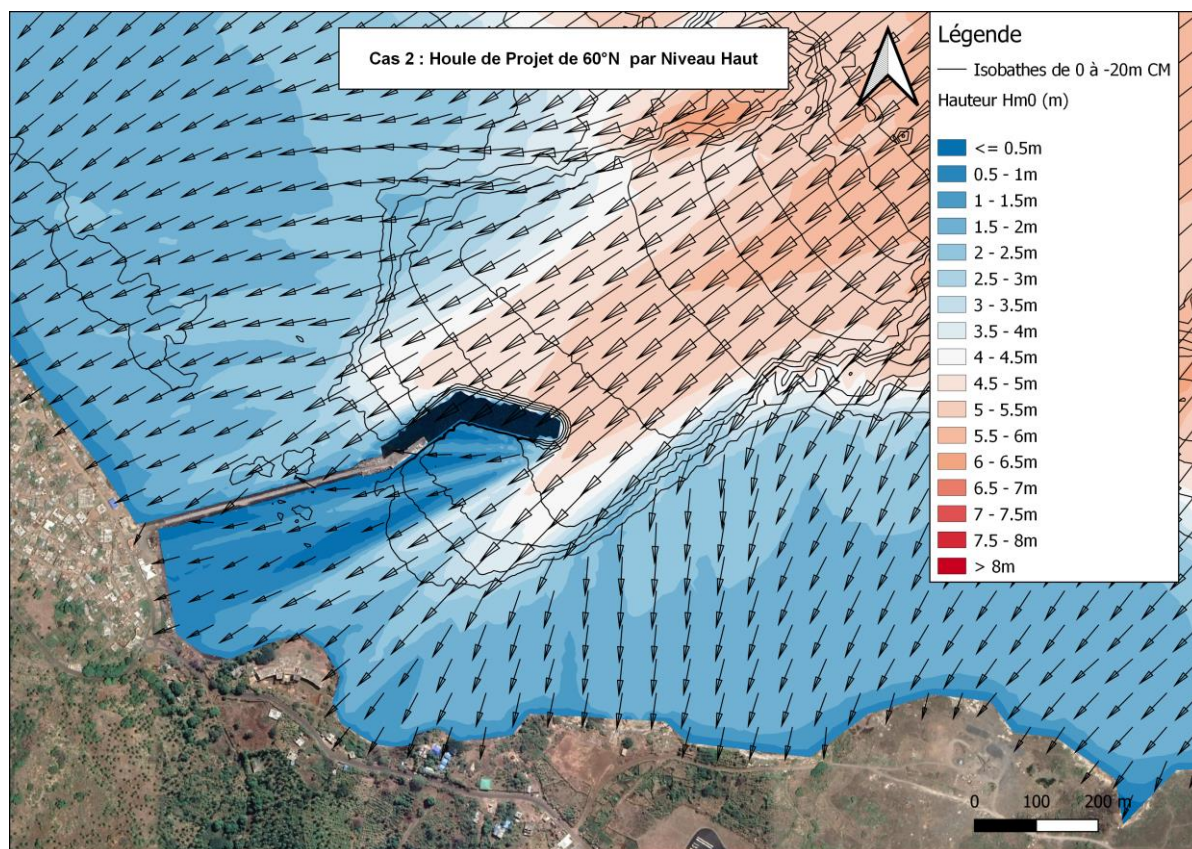 Cas 2 : Houle de Projet de 60°N par Niveau Haut
Légende
Isobathes de 0 à -20m CM
Hauteur Hm0 (m)
<= 0.5m
0.5 - 1m
1 - 1.5m
1.5 - 2m
2 - 2.5m
2.5 - 3m
3 - 3.5m
3.5 - 4m
4 - 4.5m
4.5 - 5m
5 - 5.5m
5.5 - 6m
6 - 6.5m
6.5 - 7m
7 - 7.5m
7.5 - 8m
> 8m
0 100 200 m